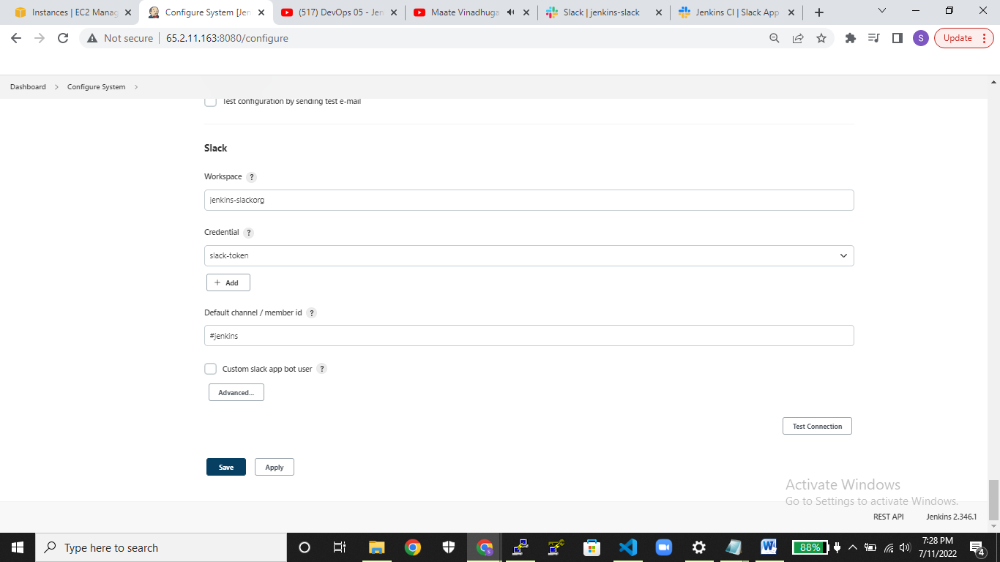 Instances | EC2 Manag
Configure System [Jen
(517) DevOps 05 - Jen
Maate Vinadhuga
Slack | jenkins-slack
Jenkins CI | Slack App
Not secure
65.2.11.163:8080/configure
S
Update
Dashboard
Configure System
Test configuration by sending test e-mail
Slack
Workspace ?
jenkins-slackorg
Credential ?
slack-token
+ Add
Default channel / member id ?
#jenkins
Custom slack app bot user ?
Advanced...
Test Connection
Save
Apply
Activate Windows
Go to Settings to activate Windows.
REST API
Jenkins 2.346.1
Type here to search
88%
7:28 PM
7/11/2022
4